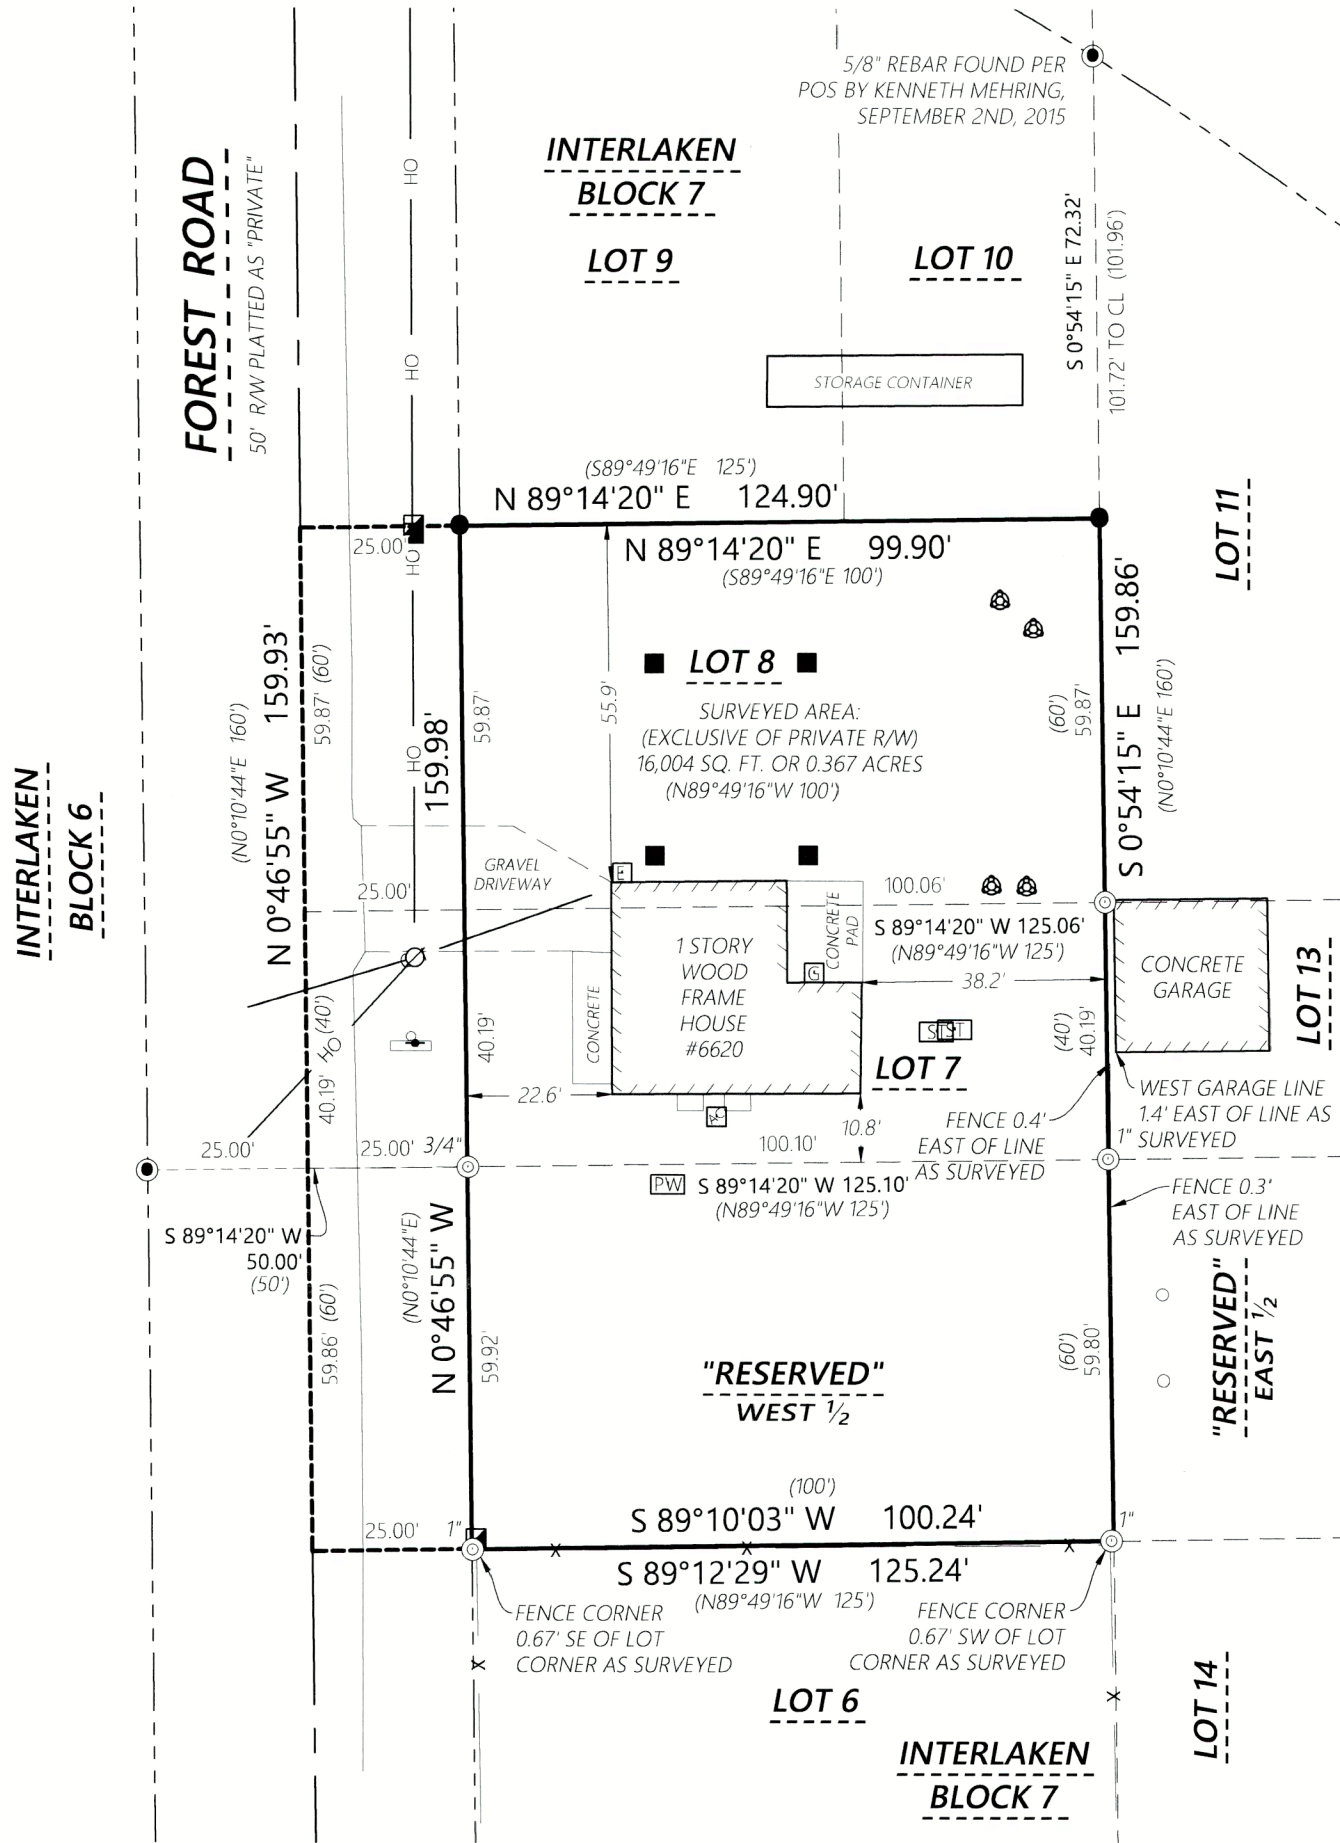 5/8" REBAR FOUND PER
POS BY KENNETH MEHRING,
SEPTEMBER 2ND, 2015
INTERLAKEN
BLOCK 7
LOT 9
LOT 10
FOREST ROAD
50' R/W PLATTED AS "PRIVATE"
HO
HO
S 0°54'15" E 72.32'
101.72' TO CL (101.96')
STORAGE CONTAINER
(S89°49'16"E 125')
N 89°14'20" E 124.90'
25.00'
HO
N 89°14'20" E 99.90'
(S89°49'16"E 100')
LOT 11
(N0°10'44"E 160')
N 0°46'55" W 159.93'
59.87' (60')
HO
159.98'
59.87'
55.9'
LOT 8
SURVEYED AREA:
(EXCLUSIVE OF PRIVATE R/W)
16,004 SQ. FT. OR 0.367 ACRES
(N89°49'16"W 100')
(60')
59.87'
S 0°54'15" E 159.86'
(N0°10'44"E 160')
INTERLAKEN
BLOCK 6
GRAVEL
DRIVEWAY
E
25.00'
100.06'
S 89°14'20" W 125.06'
(N89°49'16"W 125')
38.2'
CONCRETE
PAD
G
1 STORY
WOOD
FRAME
HOUSE
#6620
CONCRETE
CONCRETE
GARAGE
LOT 13
40.19' (40')
HO
40.19'
22.6'
ST
ST
LOT 7
(40')
40.19'
AC
10.8'
FENCE 0.4'
EAST OF LINE
AS SURVEYED
WEST GARAGE LINE
1.4' EAST OF LINE AS
SURVEYED
1"
25.00'
25.00'
3/4"
100.10'
PW
S 89°14'20" W 125.10'
(N89°49'16"W 125')
FENCE 0.3'
EAST OF LINE
AS SURVEYED
S 89°14'20" W
50.00'
(50')
59.86' (60')
(N0°10'44"E)
N 0°46'55" W
59.92'
"RESERVED"
WEST ½
(60')
59.80'
"RESERVED"
EAST ½
(100')
S 89°10'03" W 100.24'
25.00'
1"
1"
X
X
X
S 89°12'29" W 125.24'
(N89°49'16"W 125')
FENCE CORNER
0.67' SE OF LOT
CORNER AS SURVEYED
FENCE CORNER
0.67' SW OF LOT
CORNER AS SURVEYED
X
X
LOT 6
LOT 14
INTERLAKEN
BLOCK 7